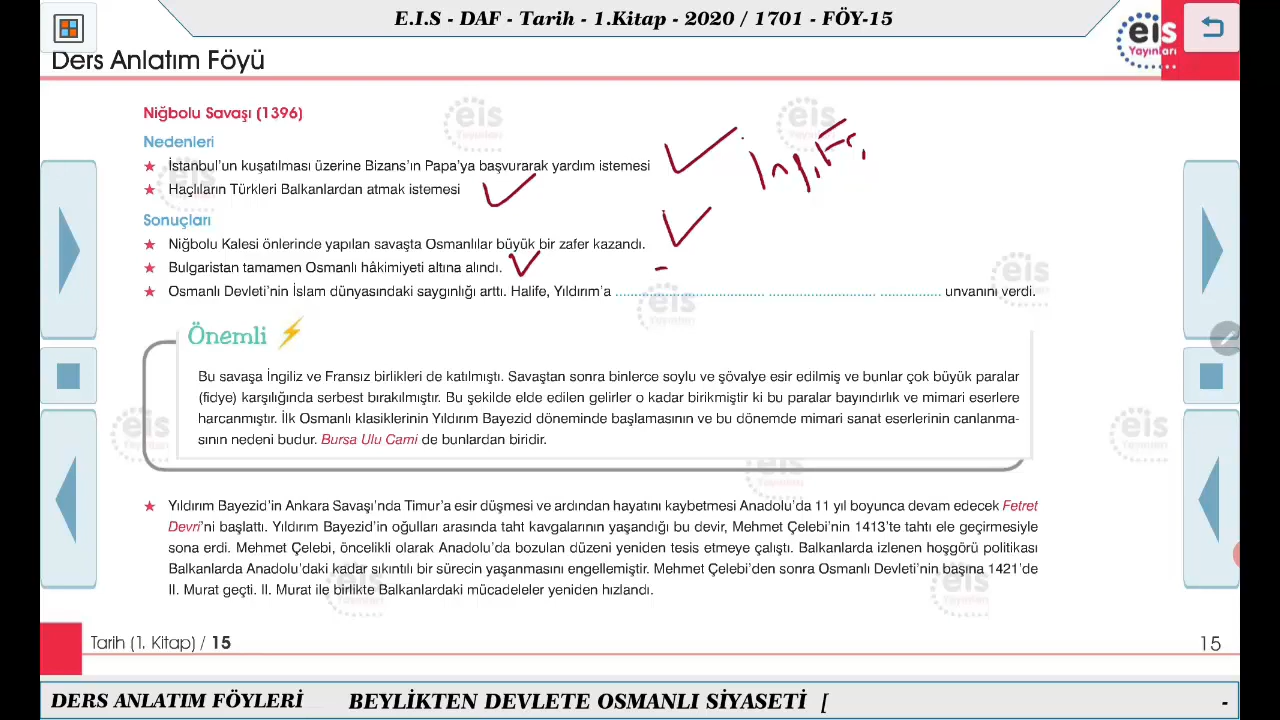 E.I.S - DAF - Tarih - 1.Kitap - 2020 / 1701 - FÖY-15
Ders Anlatım Föyü
eis
Yayınları
Niğbolu Savaşı (1396)
Nedenleri
★ İstanbul'un kuşatılması üzerine Bizans'ın Papa'ya başvurarak yardım istemesi
İng, Fr,
★ Haçlıların Türkleri Balkanlardan atmak istemesi
Sonuçları
★ Niğbolu Kalesi önlerinde yapılan savaşta Osmanlılar büyük bir zafer kazandı.
★ Bulgaristan tamamen Osmanlı hâkimiyeti altına alındı.
★ Osmanlı Devleti'nin İslam dünyasındaki saygınlığı arttı. Halife, Yıldırım'a ........................................ ............................ ................ unvanını verdi.
Önemli
Bu savaşa İngiliz ve Fransız birlikleri de katılmıştı. Savaştan sonra binlerce soylu ve şövalye esir edilmiş ve bunlar çok büyük paralar
(fidye) karşılığında serbest bırakılmıştır. Bu şekilde elde edilen gelirler o kadar birikmiştir ki bu paralar bayındırlık ve mimari eserlere
harcanmıştır. İlk Osmanlı klasiklerinin Yıldırım Bayezid döneminde başlamasının ve bu dönemde mimari sanat eserlerinin canlanma-
sının nedeni budur. Bursa Ulu Cami de bunlardan biridir.
★ Yıldırım Bayezid'in Ankara Savaşı'nda Timur'a esir düşmesi ve ardından hayatını kaybetmesi Anadolu'da 11 yıl boyunca devam edecek Fetret
Devri'ni başlattı. Yıldırım Bayezid'in oğulları arasında taht kavgalarının yaşandığı bu devir, Mehmet Çelebi'nin 1413'te tahtı ele geçirmesiyle
sona erdi. Mehmet Çelebi, öncelikli olarak Anadolu'da bozulan düzeni yeniden tesis etmeye çalıştı. Balkanlarda izlenen hoşgörü politikası
Balkanlarda Anadolu'daki kadar sıkıntılı bir sürecin yaşanmasını engellemiştir. Mehmet Çelebi'den sonra Osmanlı Devleti'nin başına 1421'de
II. Murat geçti. II. Murat ile birlikte Balkanlardaki mücadeleler yeniden hızlandı.
Tarih (1. Kitap) / 15
15
DERS ANLATIM FÖYLERİ BEYLİKTEN DEVLETE OSMANLI SİYASETİ [ -